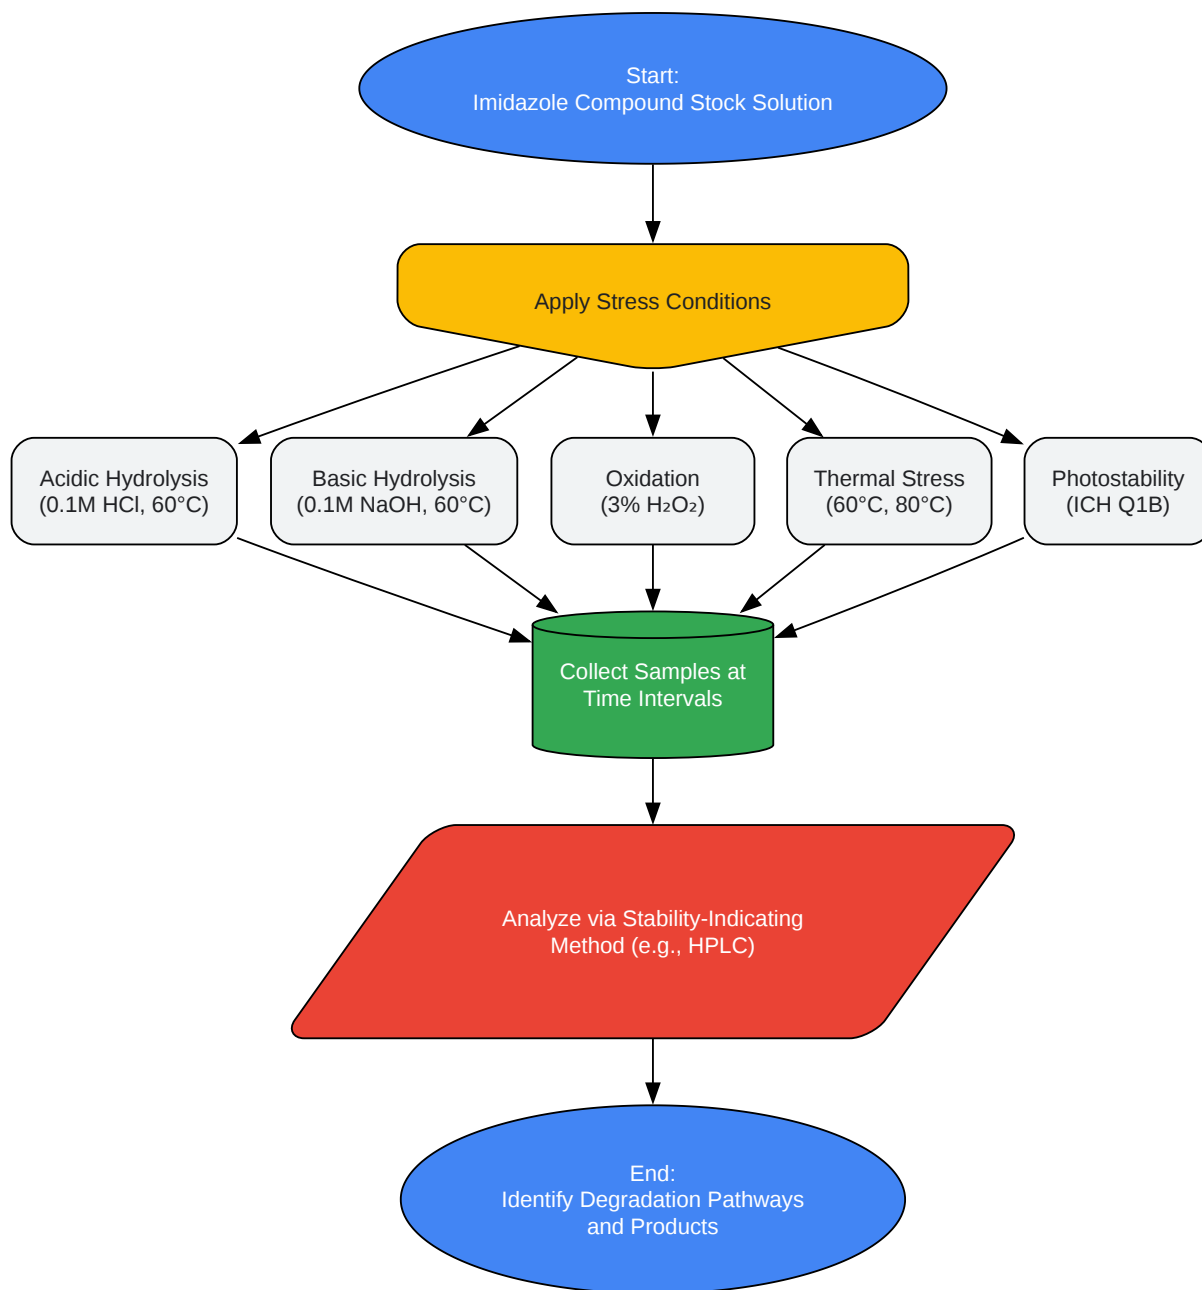 Start:
Imidazole Compound Stock Solution
Apply Stress Conditions
Acidic Hydrolysis
(0.1M HCl, 60°C)
Basic Hydrolysis
(0.1M NaOH, 60°C)
Oxidation
(3% H₂O₂)
Thermal Stress
(60°C, 80°C)
Photostability
(ICH Q1B)
Collect Samples at
Time Intervals
Analyze via Stability-Indicating
Method (e.g., HPLC)
End:
Identify Degradation Pathways
and Products